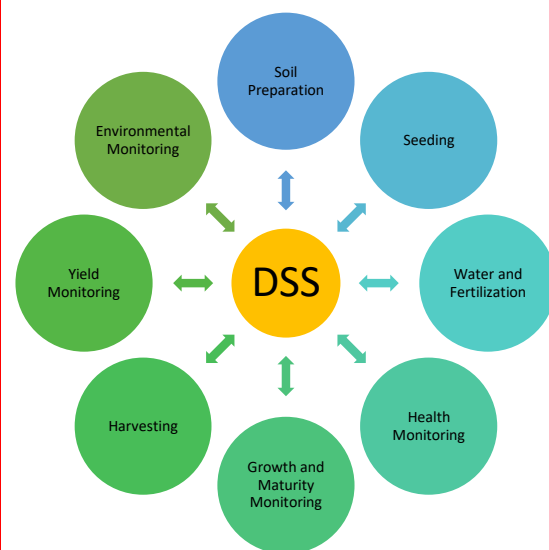 Soil
Preparation
Seeding
Water and
Fertilization
Health
Monitoring
Growth and
Maturity
Monitoring
Harvesting
Yield
Monitoring
Environmental
Monitoring
DSS